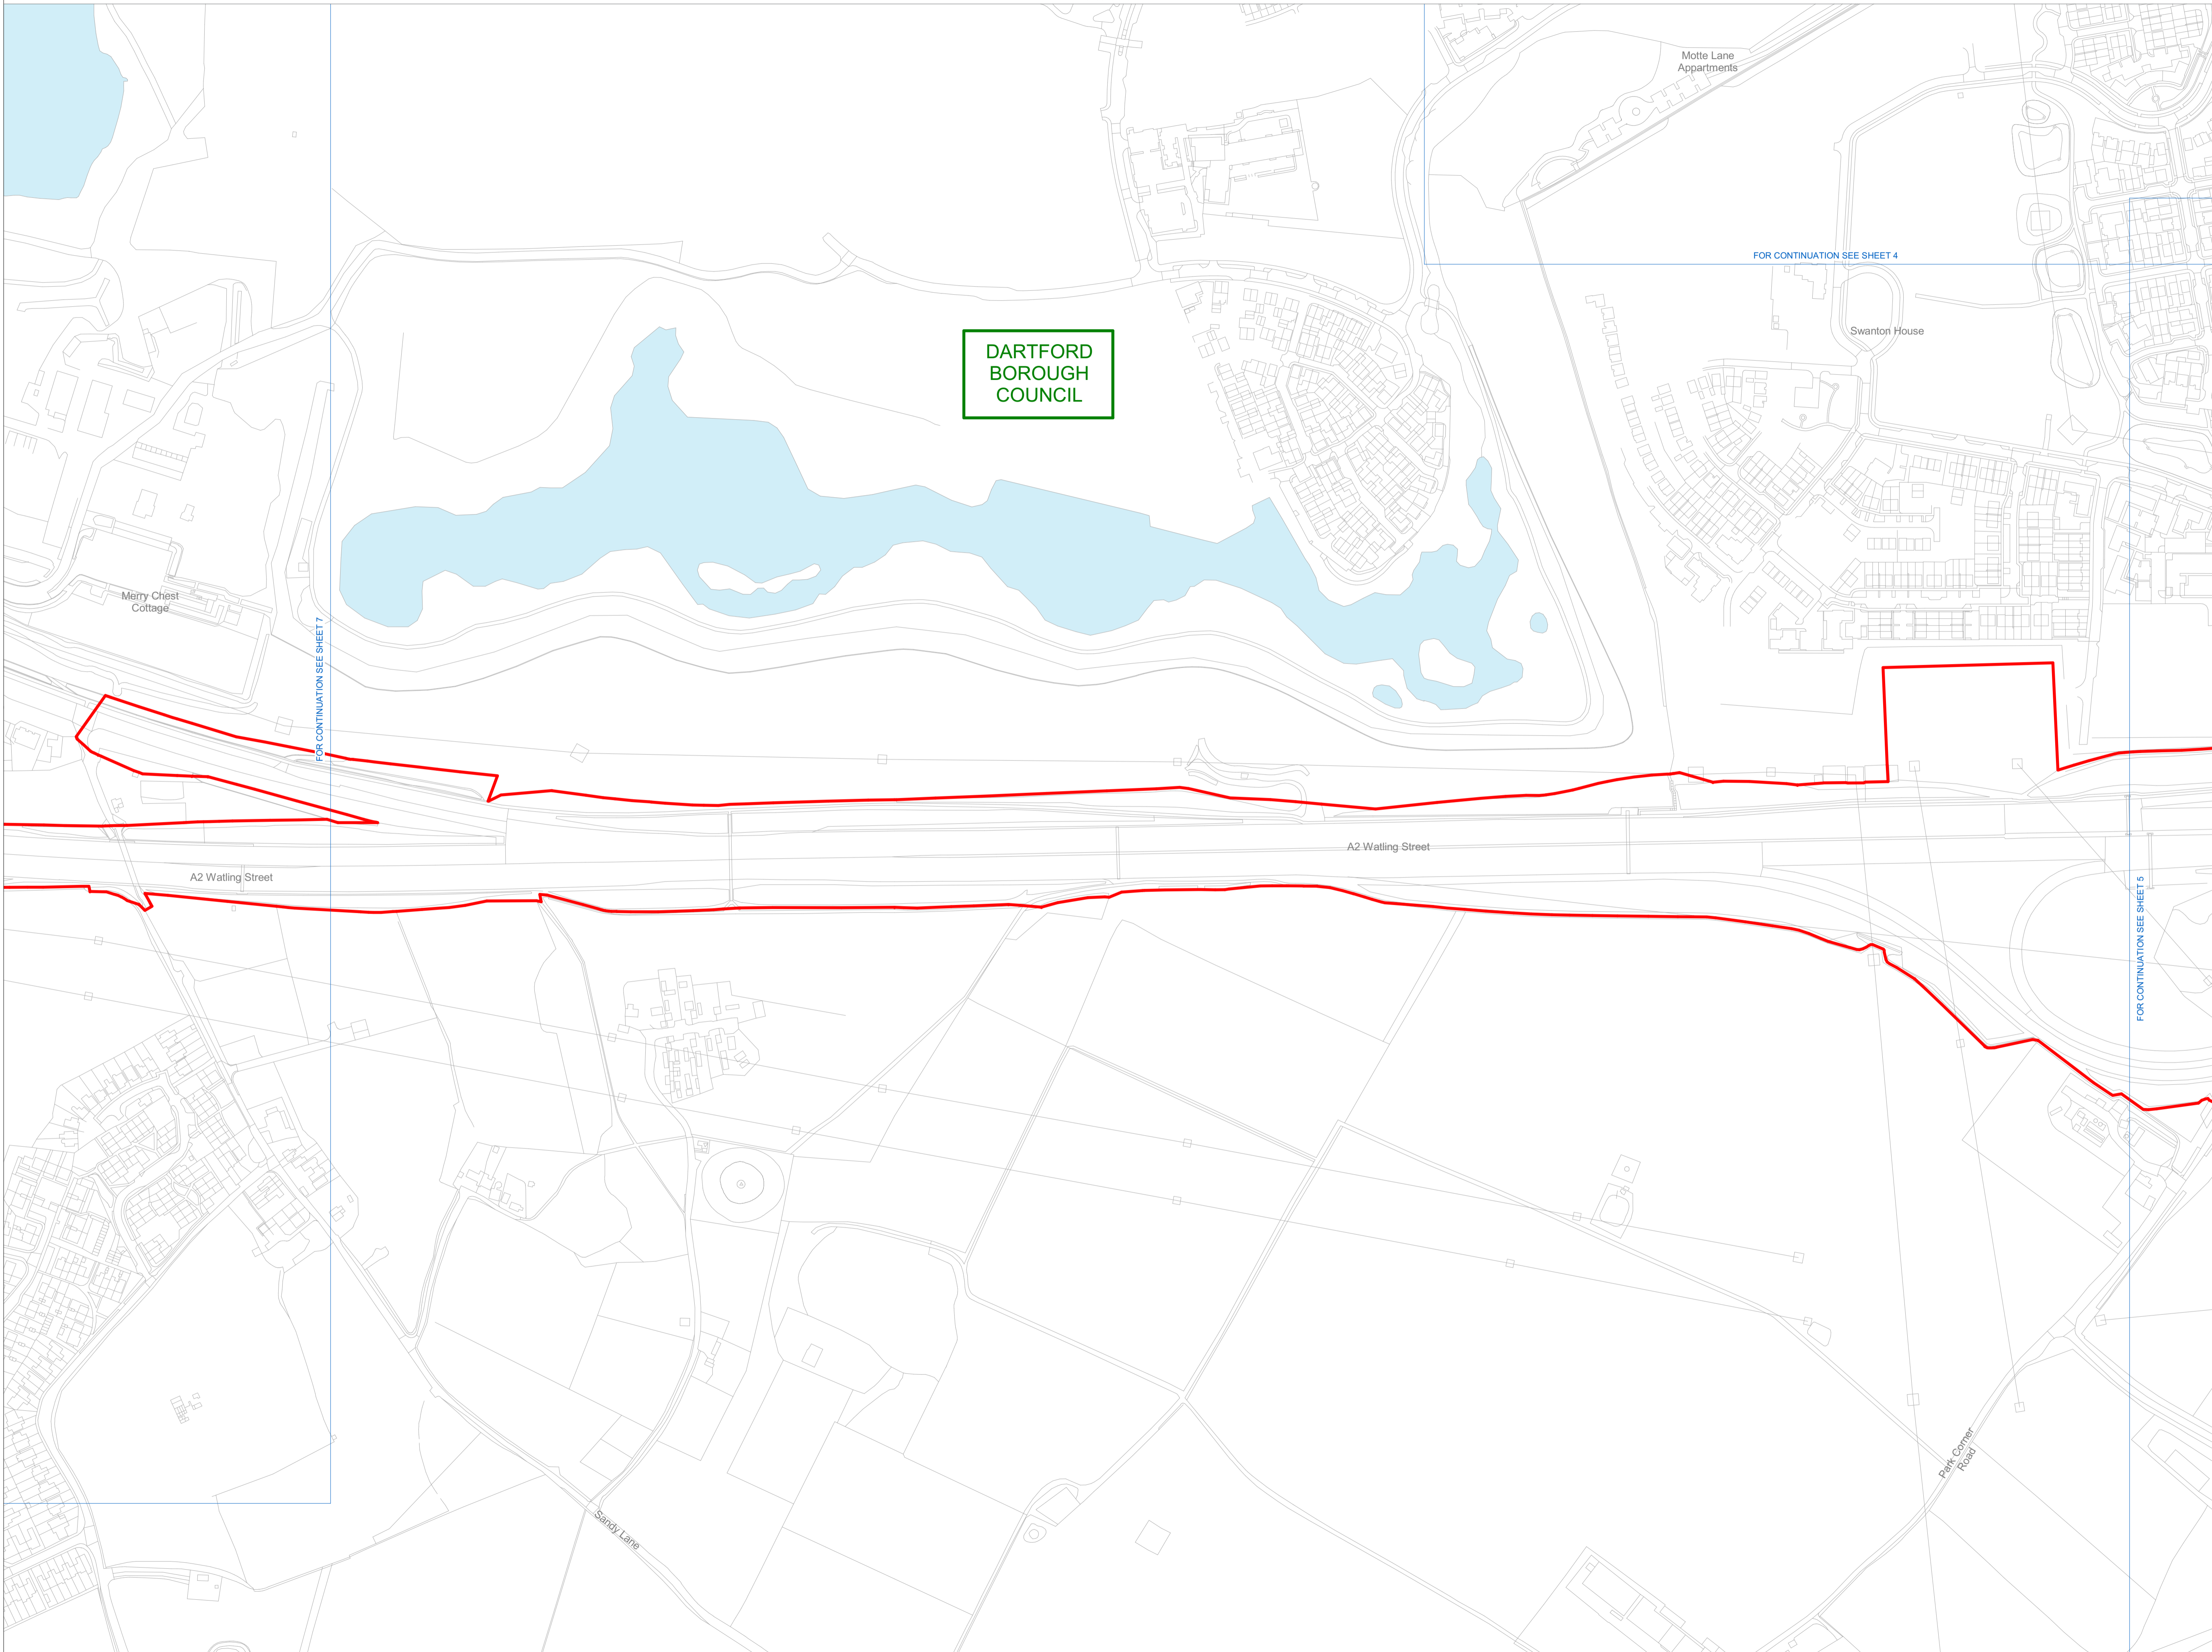 Motte Lane
Appartments
FOR CONTINUATION SEE SHEET 4
Swanton House
DARTFORD
BOROUGH
COUNCIL
Merry Chest
Cottage
FOR CONTINUATION SEE SHEET 7
A2 Watling Street
A2 Watling Street
FOR CONTINUATION SEE SHEET 5
Park Corner
Road
Sandy Lane